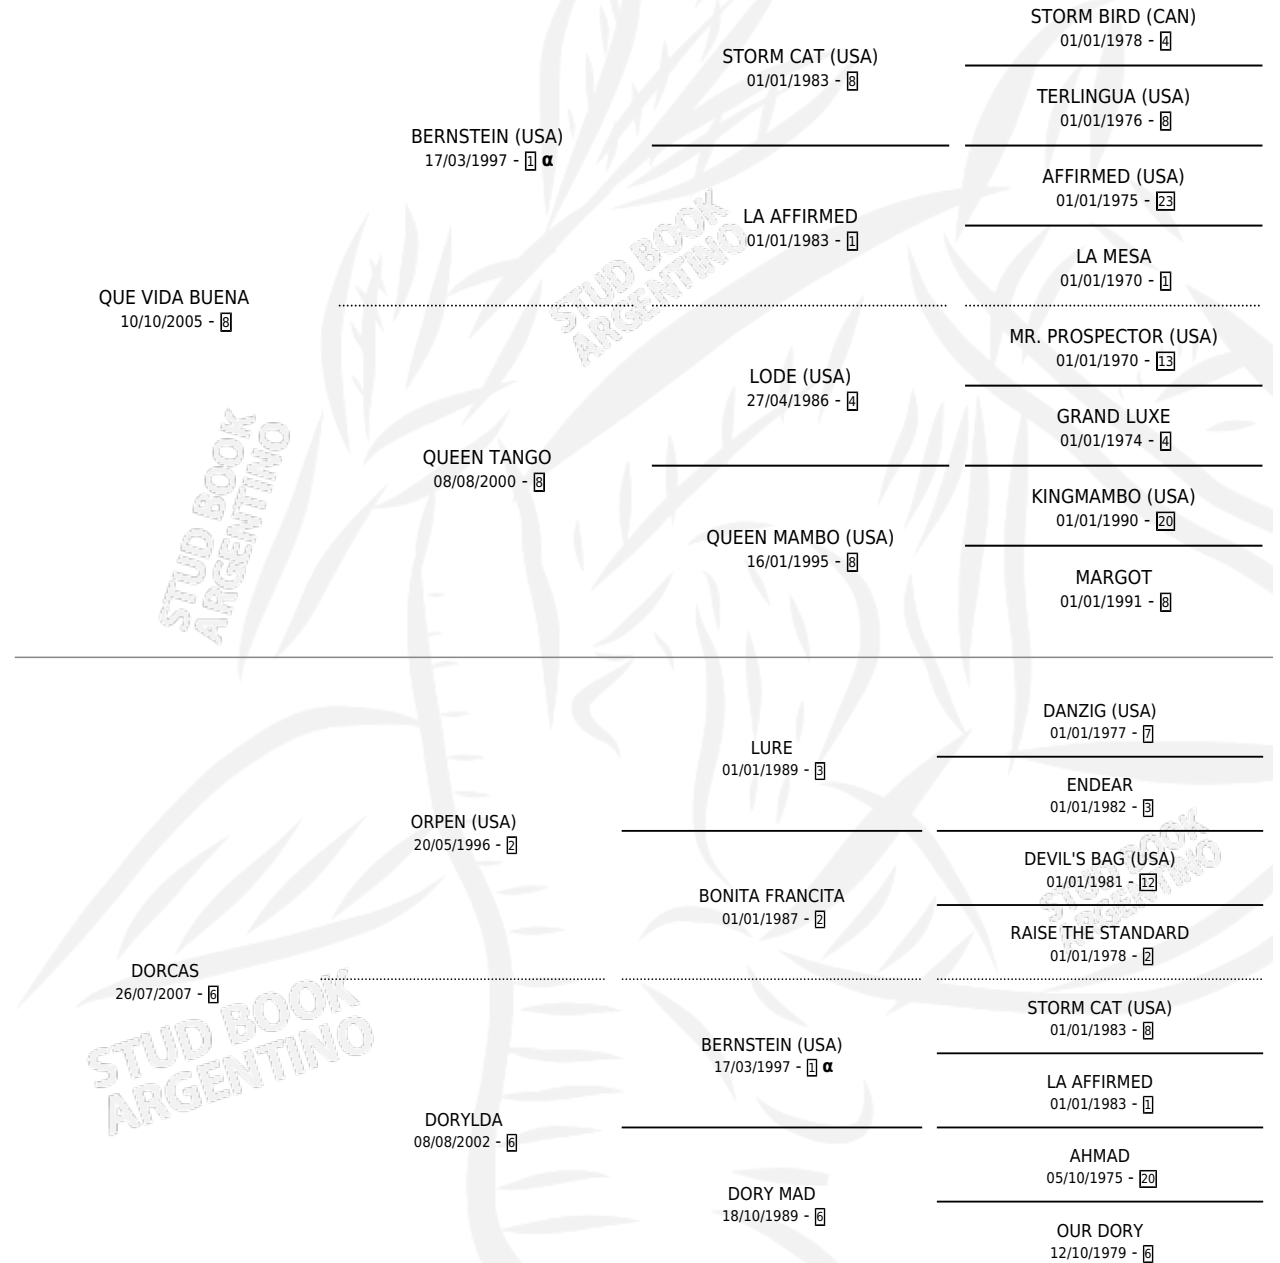 STORM BIRD (CAN)
01/01/1978 - 4
STORM CAT (USA)
01/01/1983 - 8
TERLINGUA (USA)
01/01/1976 - 8
BERNSTEIN (USA)
17/03/1997 - 1 α
AFFIRMED (USA)
01/01/1975 - 23
LA AFFIRMED
01/01/1983 - 1
LA MESA
01/01/1970 - 1
QUE VIDA BUENA
10/10/2005 - 8
MR. PROSPECTOR (USA)
01/01/1970 - 13
LODE (USA)
27/04/1986 - 4
GRAND LUXE
01/01/1974 - 4
QUEEN TANGO
08/08/2000 - 8
KINGMAMBO (USA)
01/01/1990 - 20
QUEEN MAMBO (USA)
16/01/1995 - 8
MARGOT
01/01/1991 - 8
DANZIG (USA)
01/01/1977 - 7
LURE
01/01/1989 - 3
ENDEAR
01/01/1982 - 3
ORPEN (USA)
20/05/1996 - 2
DEVIL'S BAG (USA)
01/01/1981 - 12
BONITA FRANCITA
01/01/1987 - 2
RAISE THE STANDARD
01/01/1978 - 2
DORCAS
26/07/2007 - 6
STORM CAT (USA)
01/01/1983 - 8
BERNSTEIN (USA)
17/03/1997 - 1 α
LA AFFIRMED
01/01/1983 - 1
DORYLDA
08/08/2002 - 6
AHMAD
05/10/1975 - 20
DORY MAD
18/10/1989 - 6
OUR DORY
12/10/1979 - 6
STUD BOOK
ARGENTINO
STUD BOOK
ARGENTINO
STUD BOOK
ARGENTINO
STUD BOOK
ARGENTINO